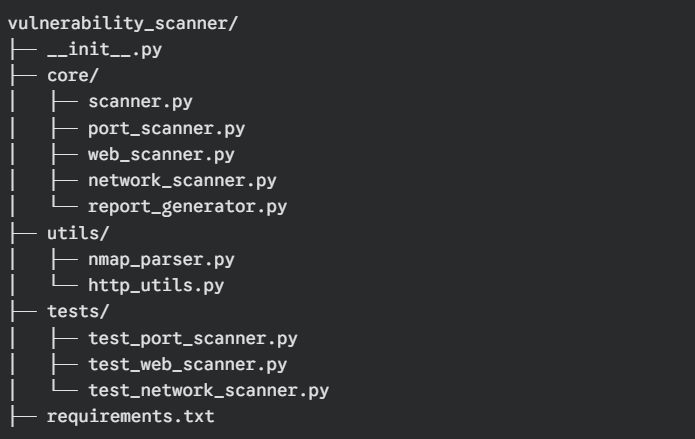 vulnerability_scanner/
├── __init__.py
├── core/
│   ├── scanner.py
│   ├── port_scanner.py
│   ├── web_scanner.py
│   ├── network_scanner.py
│   └── report_generator.py
├── utils/
│   ├── nmap_parser.py
│   └── http_utils.py
├── tests/
│   ├── test_port_scanner.py
│   ├── test_web_scanner.py
│   └── test_network_scanner.py
├── requirements.txt